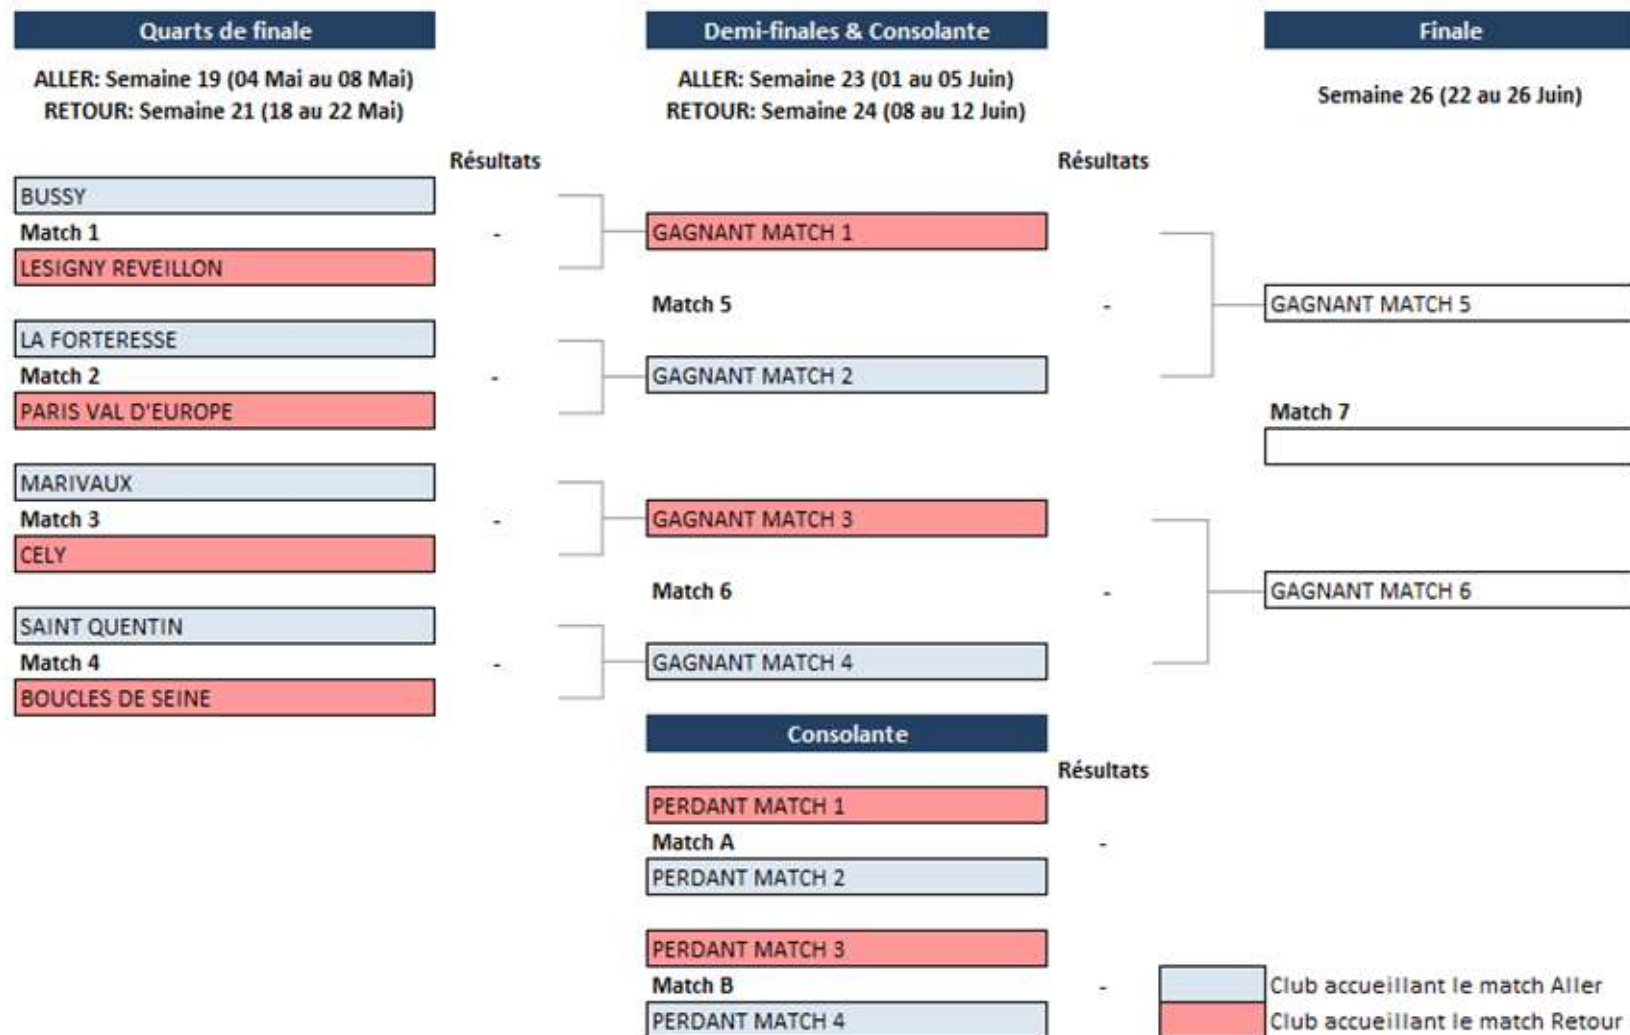 Quarts de finale
ALLER: Semaine 19 (04 Mai au 08 Mai)
RETOUR: Semaine 21 (18 au 22 Mai)
Résultats
BUSSY
Match 1 -
LESIGNY REVEILLON
LA FORTERESSE
Match 2 -
PARIS VAL D'EUROPE
MARIVAUX
Match 3 -
CELY
SAINT QUENTIN
Match 4 -
BOUCLES DE SEINE
Demi-finales & Consolante
ALLER: Semaine 23 (01 au 05 Juin)
RETOUR: Semaine 24 (08 au 12 Juin)
Résultats
GAGNANT MATCH 1
Match 5 -
GAGNANT MATCH 2
GAGNANT MATCH 3
Match 6 -
GAGNANT MATCH 4
Consolante
Résultats
PERDANT MATCH 1
Match A -
PERDANT MATCH 2
PERDANT MATCH 3
Match B -
PERDANT MATCH 4
Finale
Semaine 26 (22 au 26 Juin)
GAGNANT MATCH 5
Match 7
GAGNANT MATCH 6
Club accueillant le match Aller
Club accueillant le match Retour